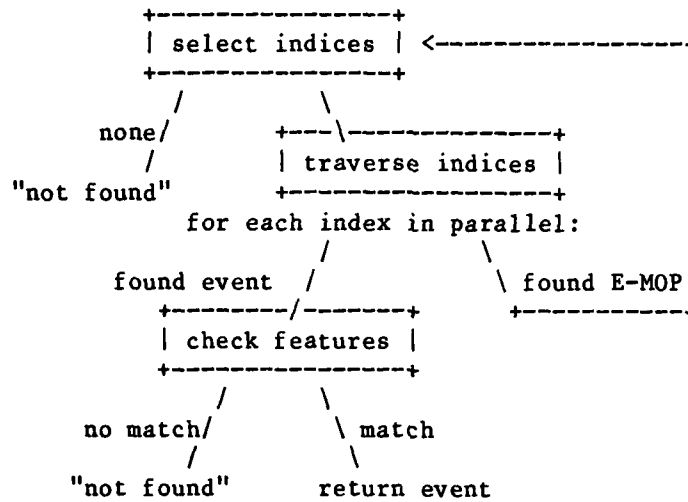 select indices
none
traverse indices
"not found"
for each index in parallel:
found event
found E-MOP
check features
no match
match
"not found"
return event